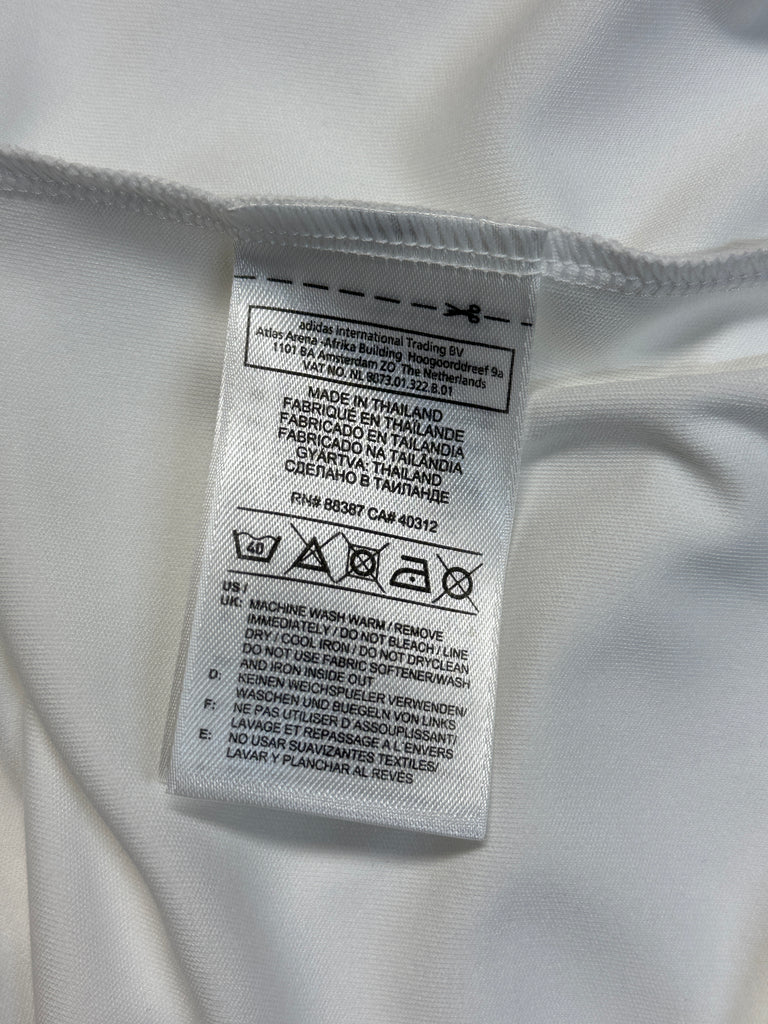 adidas International Trading BV
Atlas Arena -Afrika Building Hoogoorddreef 9a
1101 BA Amsterdam ZO The Netherlands
VAT NO. NL 8073.01.322.B.01
MADE IN THAILAND
FABRIQUÉ EN THAÏLANDE
FABRICADO EN TAILANDIA
FABRICADO NA TAILÂNDIA
GYÁRTVA: THAILAND
СДЕЛАНО В ТАИЛАНДЕ
RN# 88387 CA# 40312
40
US /
UK: MACHINE WASH WARM / REMOVE
IMMEDIATELY / DO NOT BLEACH / LINE
DRY / COOL IRON / DO NOT DRYCLEAN
DO NOT USE FABRIC SOFTENER/WASH
AND IRON INSIDE OUT
D: KEINEN WEICHSPUELER VERWENDEN/
WASCHEN UND BUEGELN VON LINKS
F: NE PAS UTILISER D'ASSOUPLISSANT/
LAVAGE ET REPASSAGE A L'ENVERS
E: NO USAR SUAVIZANTES TEXTILES/
LAVAR Y PLANCHAR AL REVÉS